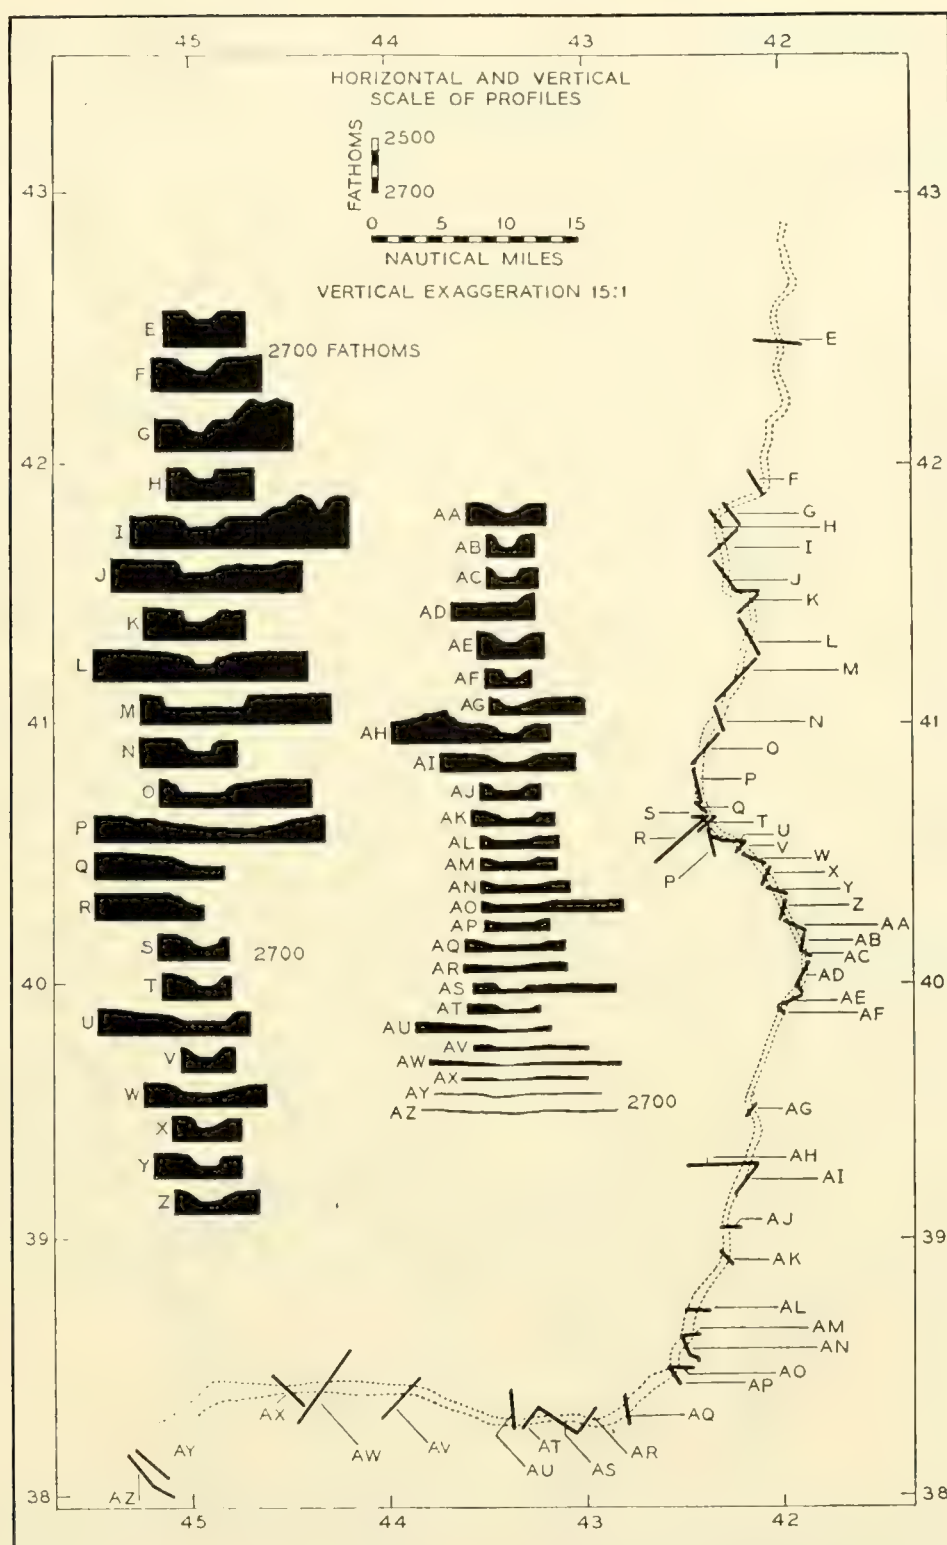 45 44 43 42
HORIZONTAL AND VERTICAL
SCALE OF PROFILES
FATHOMS
2500
2700
0 5 10 15
NAUTICAL MILES
VERTICAL EXAGGERATION 15:1
43 43
42 42
41 41
40 40
39 39
38 38
E
2700 FATHOMS
F
G
H
I
J
K
L
M
N
O
P
Q
R
S
2700
T
U
V
W
X
Y
Z
AA
AB
AC
AD
AE
AF
AG
AH
AI
AJ
AK
AL
AM
AN
AO
AP
AQ
AR
AS
AT
AU
AV
AW
AX
AY
2700
AZ
E
F
G
H
I
J
K
L
M
N
O
P
Q
S
T
R
U
V
P
W
X
Y
Z
AA
AB
AC
AD
AE
AF
AG
AH
AI
AJ
AK
AL
AM
AN
AO
AP
AQ
AR
AS
AT
AU
AV
AW
AX
AY
AZ
45 44 43 42